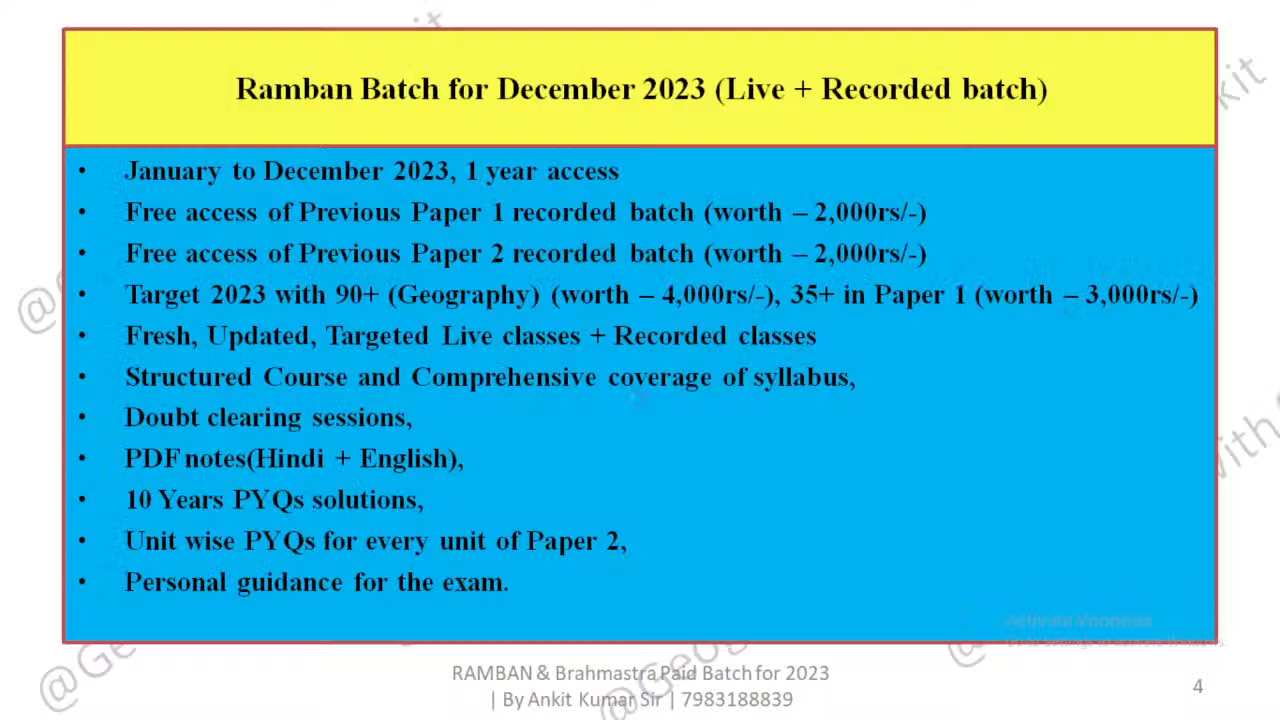 Ramban Batch for December 2023 (Live + Recorded batch)
• January to December 2023, 1 year access
• Free access of Previous Paper 1 recorded batch (worth – 2,000rs/-)
• Free access of Previous Paper 2 recorded batch (worth – 2,000rs/-)
• Target 2023 with 90+ (Geography) (worth – 4,000rs/-), 35+ in Paper 1 (worth – 3,000rs/-)
• Fresh, Updated, Targeted Live classes + Recorded classes
• Structured Course and Comprehensive coverage of syllabus,
• Doubt clearing sessions,
• PDF notes(Hindi + English),
• 10 Years PYQs solutions,
• Unit wise PYQs for every unit of Paper 2,
• Personal guidance for the exam.
RAMBAN & Brahmastra Paid Batch for 2023
| By Ankit Kumar Sir | 7983188839
4